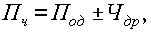 Пч = Под ± Чдр,